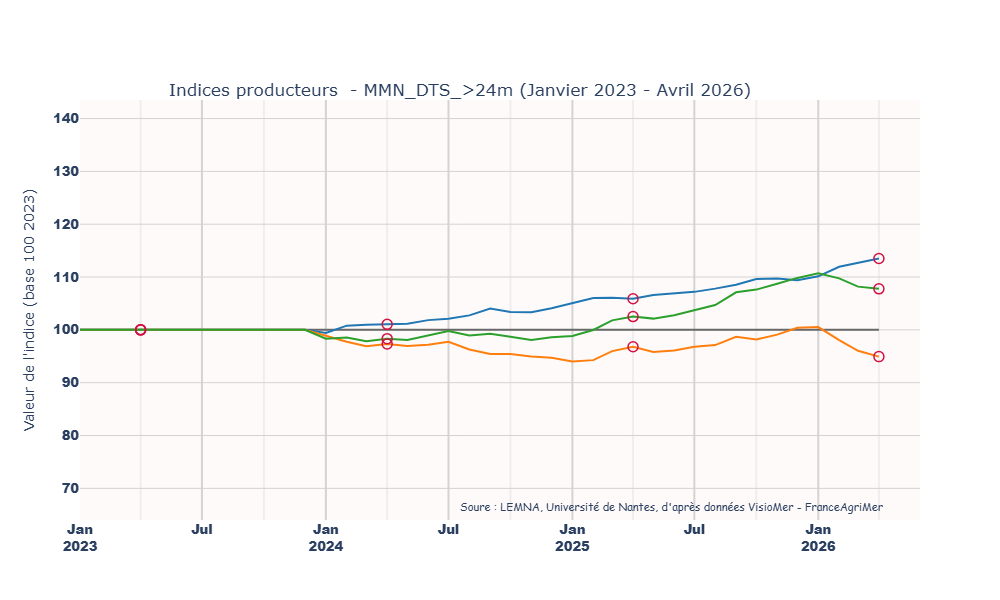 Indices producteurs - MMN_DTS_>24m (Janvier 2023 - Avril 2026)
Valeur de l'indice (base 100 2023)
140
130
120
110
100
90
80
70
Soure : LEMNA, Université de Nantes, d'après données VisioMer - FranceAgriMer
Jan Jul Jan Jul Jan Jul Jan
2023 2024 2025 2026